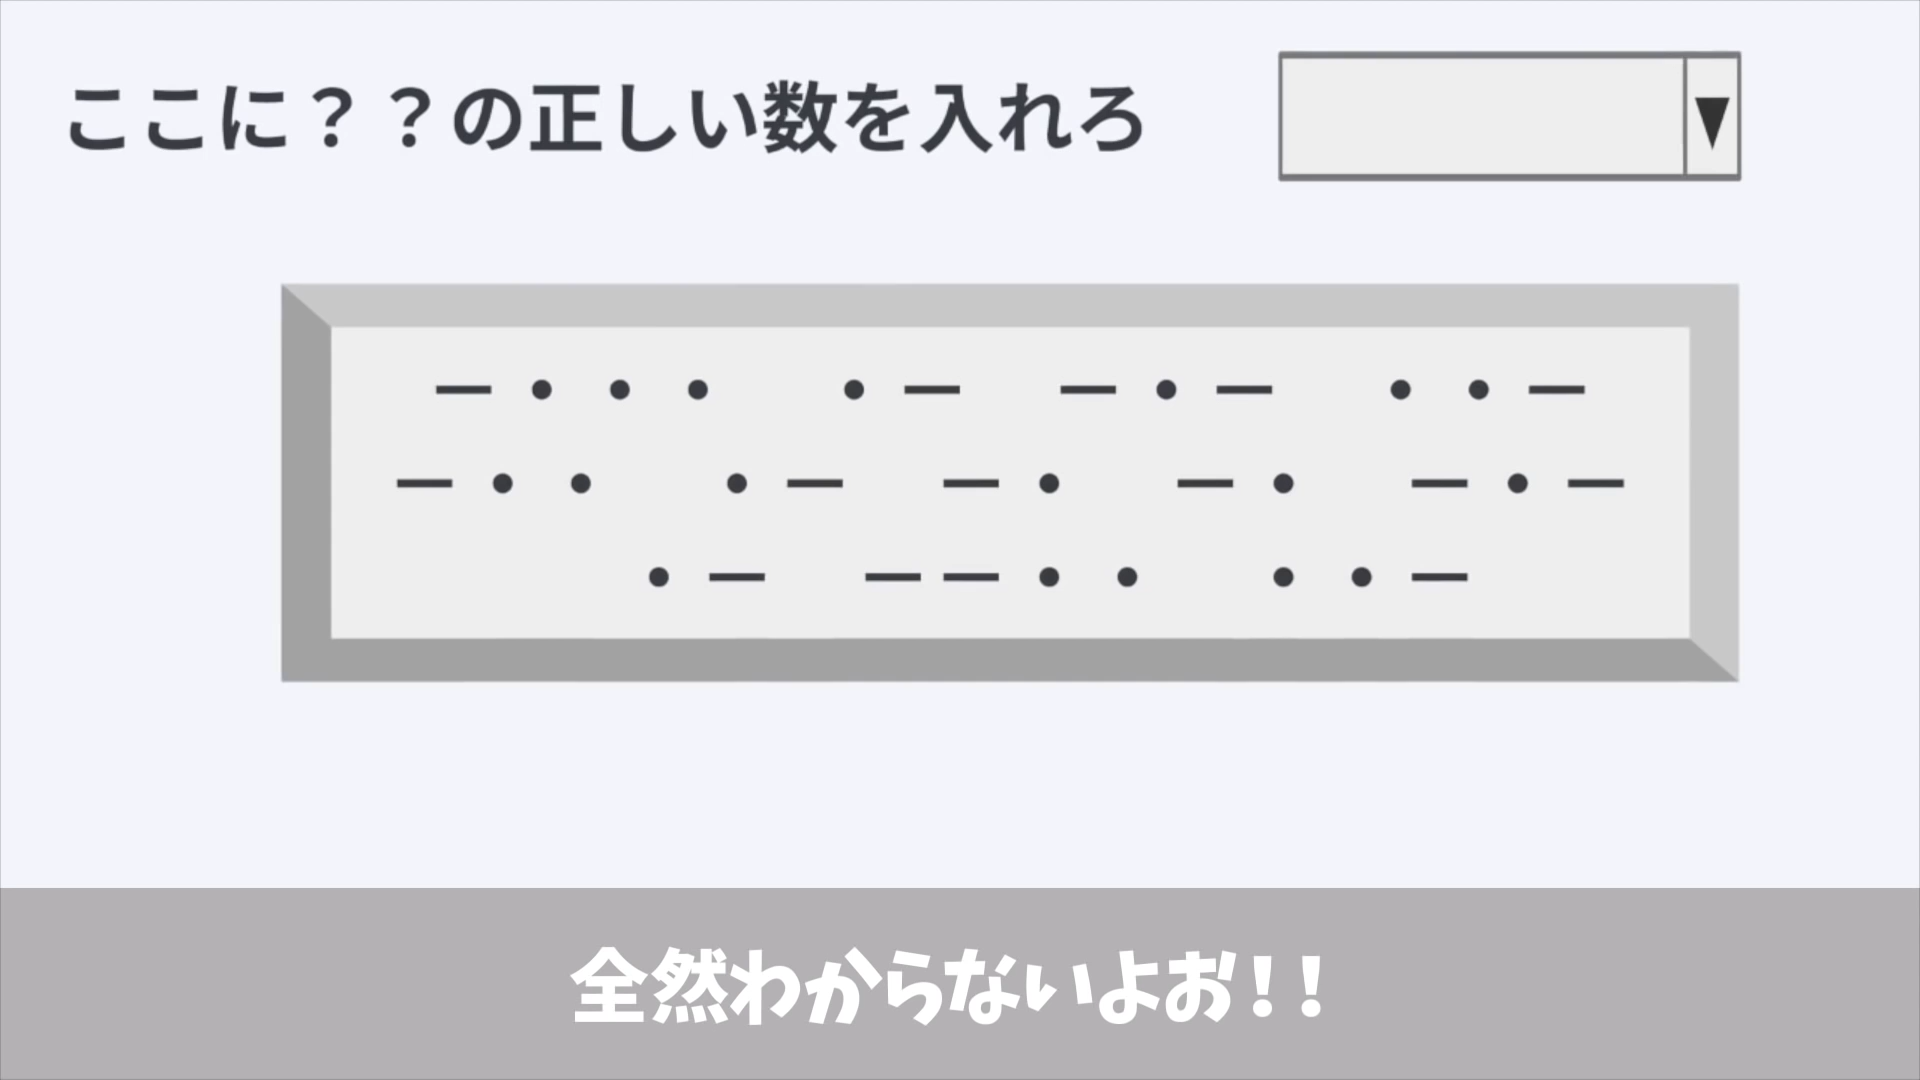 ここに？？の正しい数を入れろ
▼
―・・・　・―　―・―　・・―
―・・　・―　―・　―・　―・―
・―　――・・　・・―
全然わからないよお！！